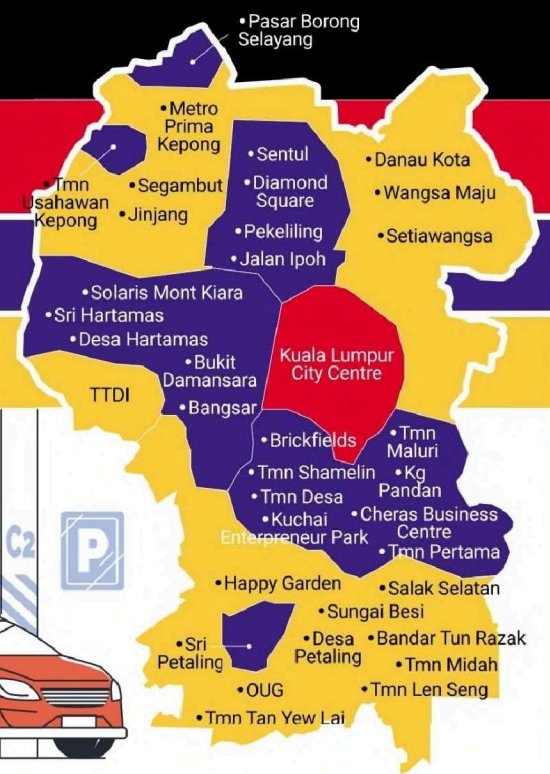 •Pasar Borong
Selayang
•Metro
Prima
Kepong
•Sentul
•Diamond
Square
•Pekeliling
•Jalan Ipoh
•Danau Kota
•Wangsa Maju
•Setiawangsa
•Tmn
Usahawan
Kepong
•Segambut
•Jinjang
•Solaris Mont Kiara
•Sri Hartamas
•Desa Hartamas
•Bukit
Damansara
•Bangsar
Kuala Lumpur
City Centre
TTDI
•Brickfields
•Tmn Shamelin
•Tmn Desa
•Kuchai
Enterpreneur Park
•Tmn
Maluri
•Kg
Pandan
•Cheras Business
Centre
•Tmn Pertama
C2
P
•Happy Garden
•Salak Selatan
•Sungai Besi
•Sri
Petaling
•Desa
Petaling
•Bandar Tun Razak
•Tmn Midah
•OUG
•Tmn Len Seng
•Tmn Tan Yew Lai